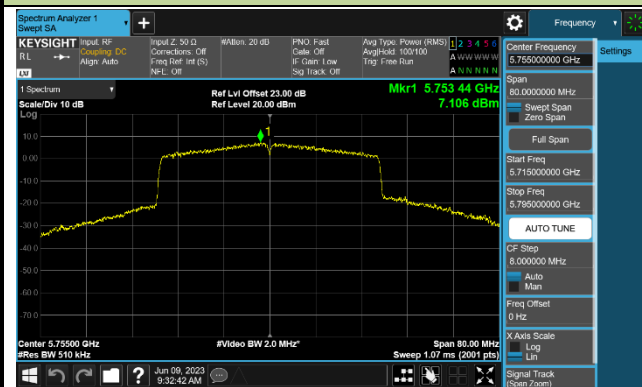 Spectrum Analyzer 1
Swept SA
Frequency
KEYSIGHT
RL
Input: RF
Coupling: DC
Align: Auto
Input Z: 50 Ω
Corrections: Off
Freq Ref: Int (S)
NFE: Off
#Atten: 20 dB
PNO: Fast
Gate: Off
IF Gain: Low
Sig Track: Off
Avg Type: Power (RMS)
Avg|Hold: 100/100
Trig: Free Run
1 2 3 4 5 6
A W W W W W
A N N N N N
LXI
1 Spectrum
Scale/Div 10 dB
Log
Ref Lvl Offset 23.00 dB
Ref Level 20.00 dBm
Mkr1 5.753 44 GHz
7.106 dBm
1
10.0
0.00
-10.0
-20.0
-30.0
-40.0
-50.0
-60.0
-70.0
Center 5.75500 GHz
#Res BW 510 kHz
#Video BW 2.0 MHz*
Span 80.00 MHz
Sweep 1.07 ms (2001 pts)
Jun 09, 2023
9:32:42 AM
Center Frequency
5.755000000 GHz
Settings
Span
80.0000000 MHz
Swept Span
Zero Span
Full Span
Start Freq
5.715000000 GHz
Stop Freq
5.795000000 GHz
AUTO TUNE
CF Step
8.000000 MHz
Auto
Man
Freq Offset
0 Hz
X Axis Scale
Log
Lin
Signal Track
(Span Zoom)